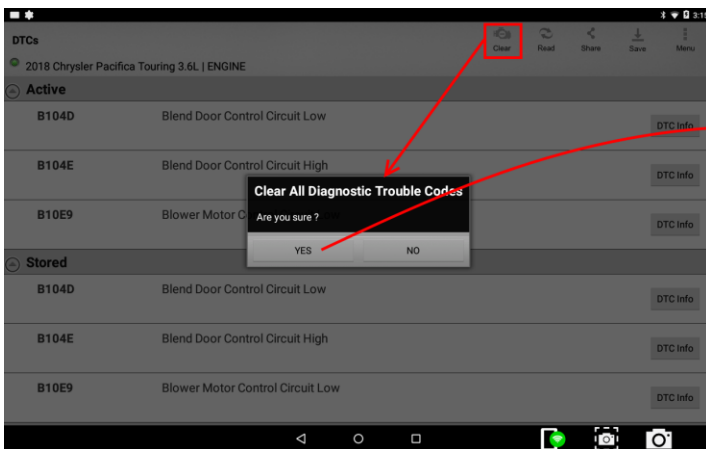 3:15
DTCs
Clear Read Share Save Menu
2018 Chrysler Pacifica Touring 3.6L | ENGINE
Active
B104D Blend Door Control Circuit Low DTC Info
B104E Blend Door Control Circuit High DTC Info
Clear All Diagnostic Trouble Codes
B10E9 Blower Motor C DTC Info
Are you sure ?
YES NO
Stored
B104D Blend Door Control Circuit Low DTC Info
B104E Blend Door Control Circuit High DTC Info
B10E9 Blower Motor Control Circuit Low DTC Info